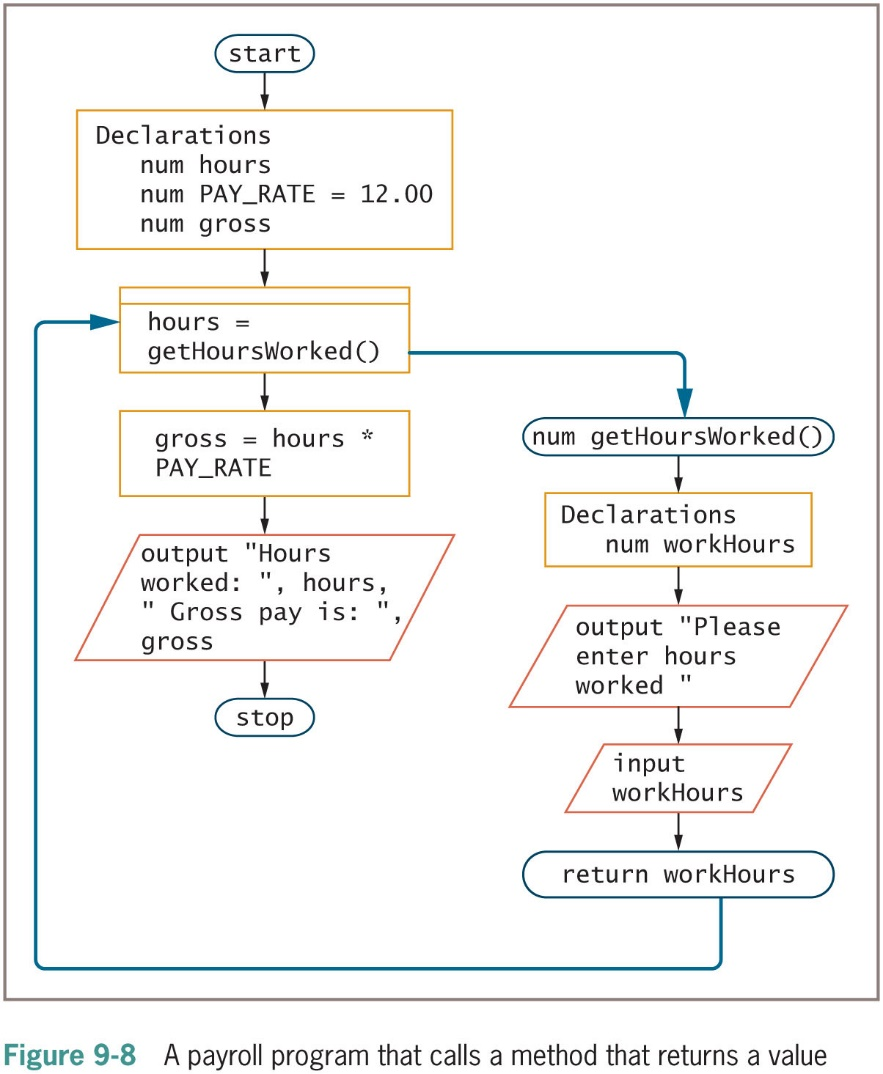 start
Declarations
num hours
num PAY_RATE = 12.00
num gross
hours =
getHoursWorked()
gross = hours *
PAY_RATE
output "Hours
worked: ", hours,
" Gross pay is: ",
gross
stop
num getHoursWorked()
Declarations
num workHours
output "Please
enter hours
worked "
input
workHours
return workHours
Figure 9-8 A payroll program that calls a method that returns a value